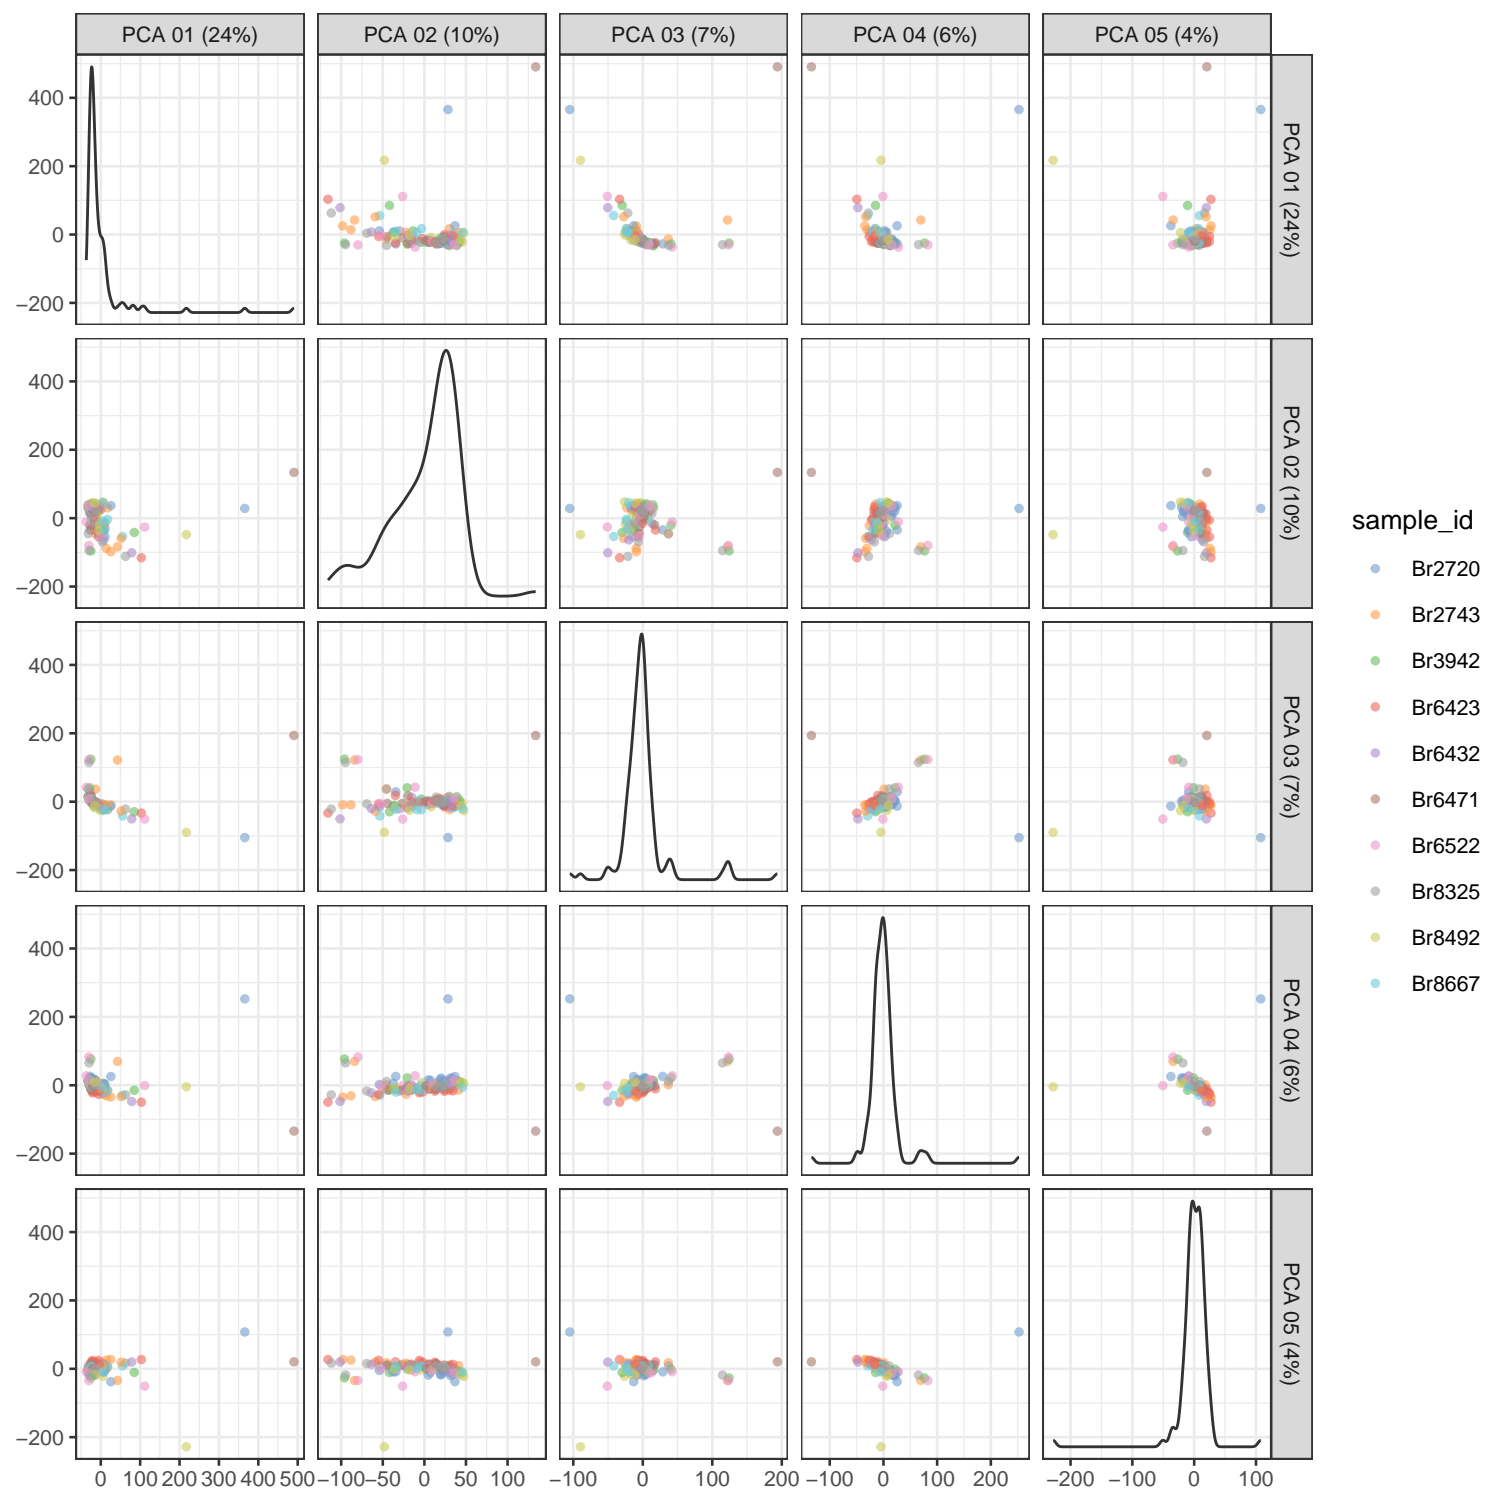 PCA 01 (24%) PCA 02 (10%) PCA 03 (7%) PCA 04 (6%) PCA 05 (4%)
400
200
0
−200
PCA 01 (24%)
400
200
0
−200
PCA 02 (10%)
400
200
0
−200
PCA 03 (7%)
400
200
0
−200
PCA 04 (6%)
400
200
0
−200
PCA 05 (4%)
0 100 200 300 400 500 −100 −50 0 50 100 −100 0 100 200 −100 0 100 200 −200 −100 0 100
sample_id
Br2720
Br2743
Br3942
Br6423
Br6432
Br6471
Br6522
Br8325
Br8492
Br8667